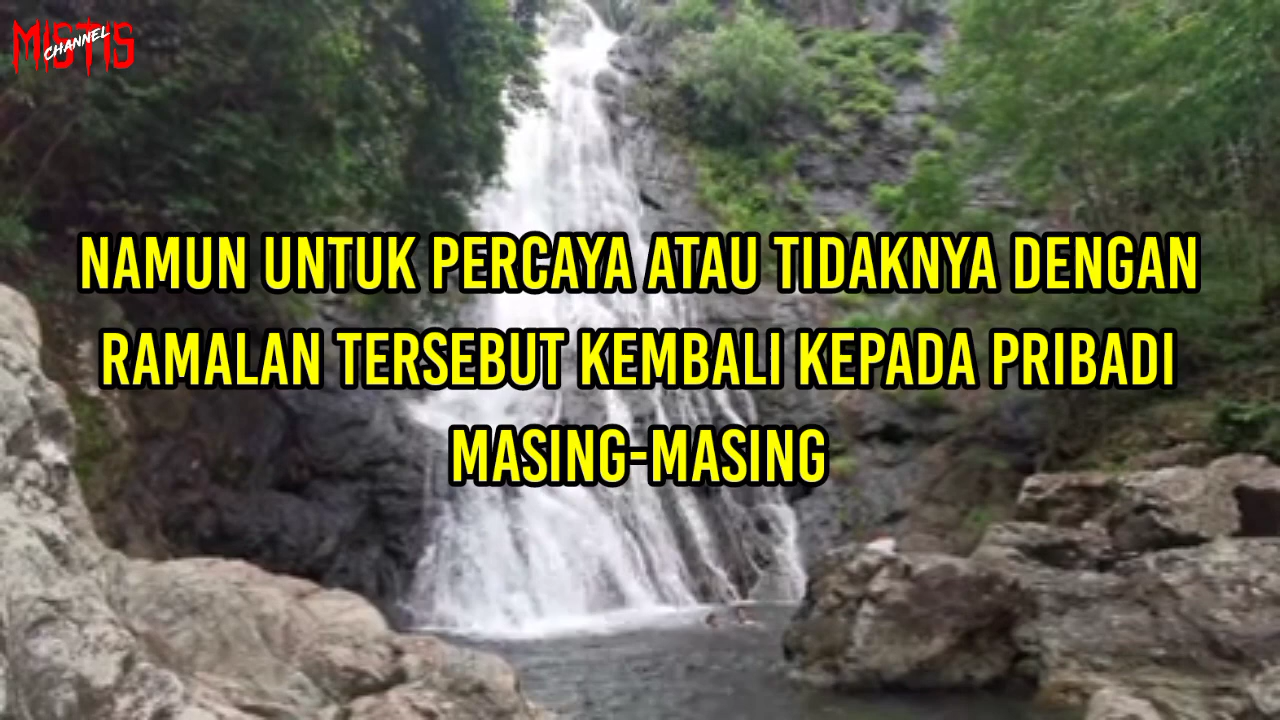 MISTIS
CHANNEL
NAMUN UNTUK PERCAYA ATAU TIDAKNYA DENGAN
RAMALAN TERSEBUT KEMBALI KEPADA PRIBADI
MASING-MASING